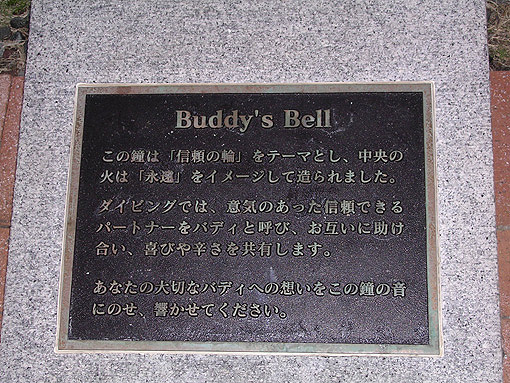 Buddy's Bell
この鐘は「信頼の輪」をテーマとし、中央の
火は「永遠」をイメージして造られました。
ダイビングでは、意気のあった信頼できる
パートナーをバディと呼び、お互いに助け
合い、喜びや辛さを共有します。
あなたの大切なバディへの想いをこの鐘の音
にのせ、響かせてください。